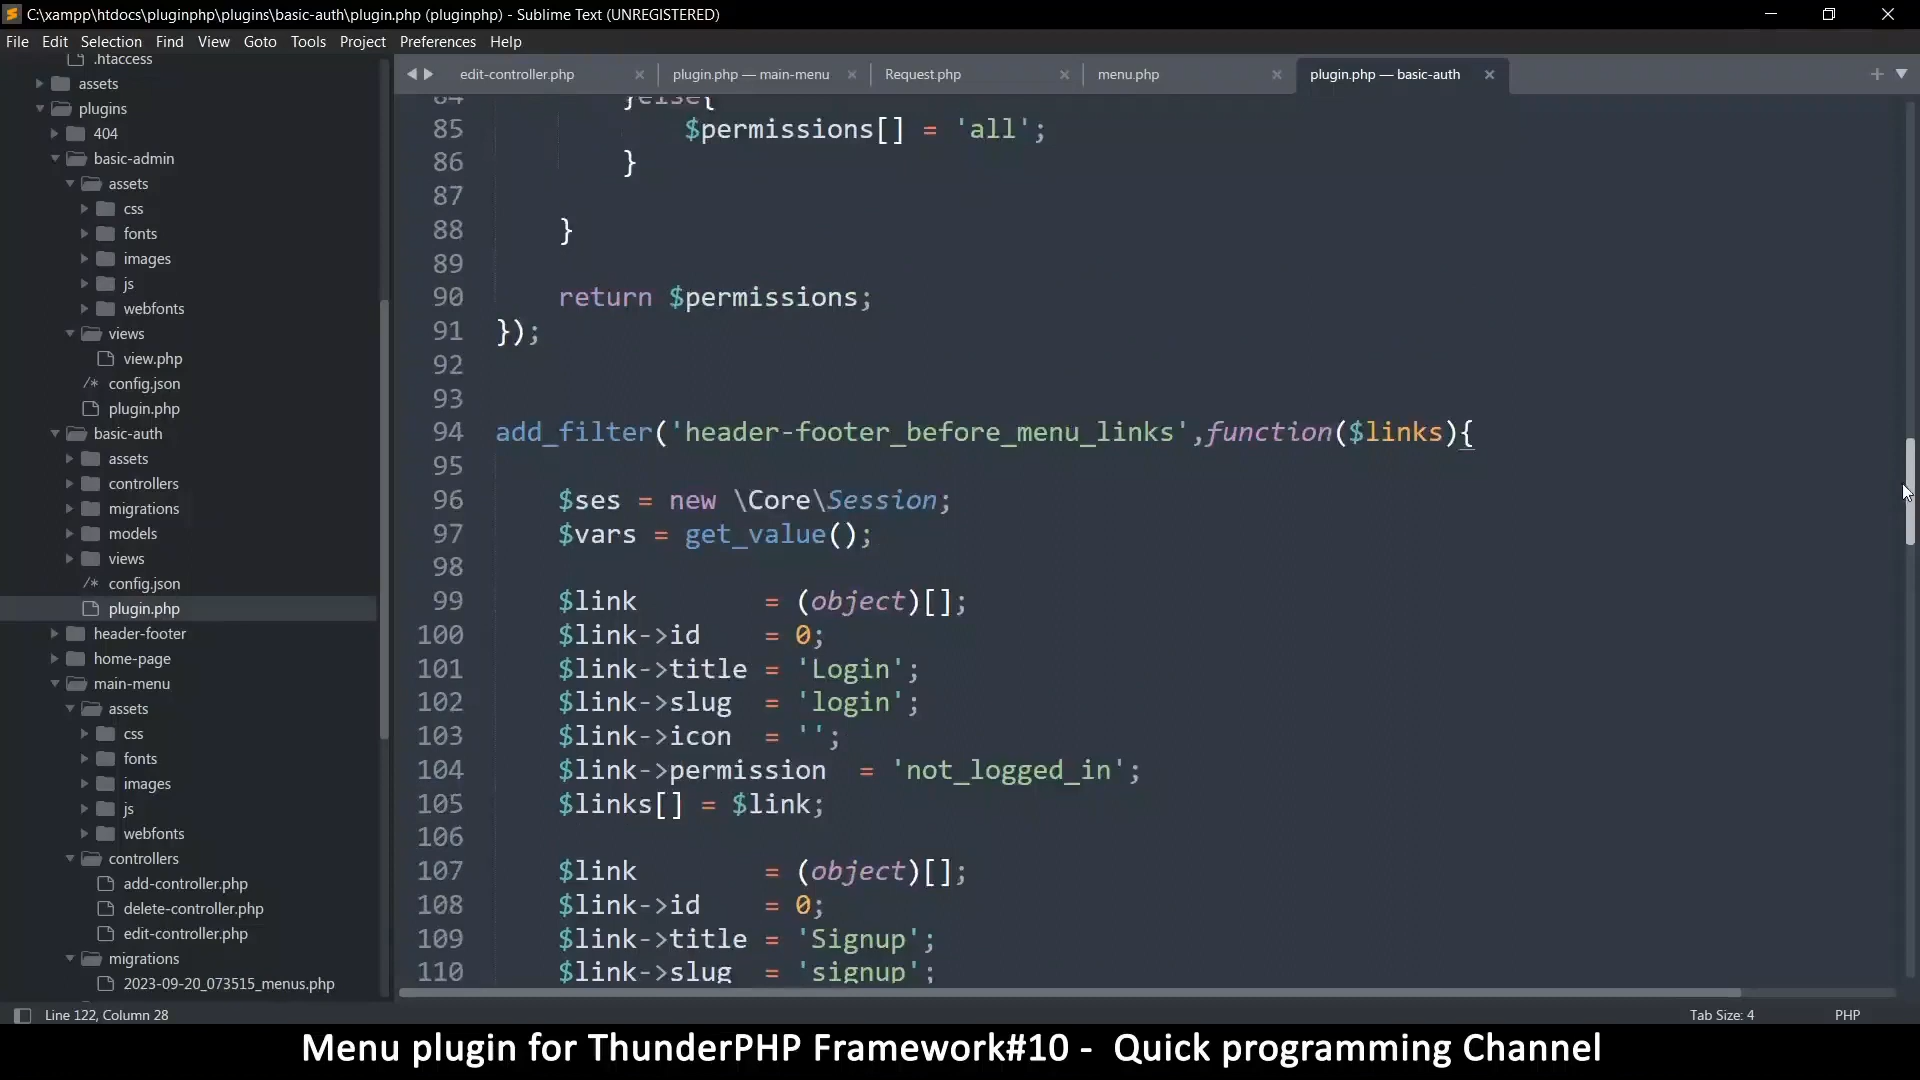 C:\xampp\htdocs\pluginphp\plugins\basic-auth\plugin.php (pluginphp) - Sublime Text (UNREGISTERED)
File Edit Selection Find View Goto Tools Project Preferences Help
.htaccess
assets
plugins
404
basic-admin
assets
css
fonts
images
js
webfonts
views
view.php
/* config.json
plugin.php
basic-auth
assets
controllers
migrations
models
views
/* config.json
plugin.php
header-footer
home-page
main-menu
assets
css
fonts
images
js
webfonts
controllers
add-controller.php
delete-controller.php
edit-controller.php
migrations
2023-09-20_073515_menus.php
edit-controller.php × plugin.php — main-menu × Request.php × menu.php × plugin.php — basic-auth ×
84 }else{
85 $permissions[] = 'all';
86 }
87
88 }
89
90 return $permissions;
91 });
92
93
94 add_filter('header-footer_before_menu_links',function($links){
95
96 $ses = new \Core\Session;
97 $vars = get_value();
98
99 $link = (object)[];
100 $link->id = 0;
101 $link->title = 'Login';
102 $link->slug = 'login';
103 $link->icon = '';
104 $link->permission = 'not_logged_in';
105 $links[] = $link;
106
107 $link = (object)[];
108 $link->id = 0;
109 $link->title = 'Signup';
110 $link->slug = 'signup';
Line 122, Column 28
Tab Size: 4
PHP
Menu plugin for ThunderPHP Framework#10 - Quick programming Channel